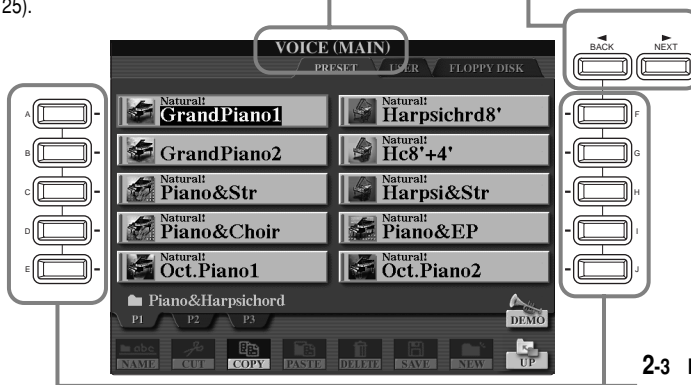 25).
VOICE (MAIN)
PRESET USER FLOPPY DISK
BACK NEXT
A Natural! GrandPiano1 Natural! Harpsichrd8' F
B GrandPiano2 Natural! Hc8'+4' G
C Natural! Piano&Str Natural! Harpsi&Str H
D Natural! Piano&Choir Natural! Piano&EP I
E Natural! Oct.Piano1 Natural! Oct.Piano2 J
Piano&Harpsichord
P1 P2 P3 DEMO
abc
NAME CUT COPY PASTE DELETE SAVE NEW UP
2-3